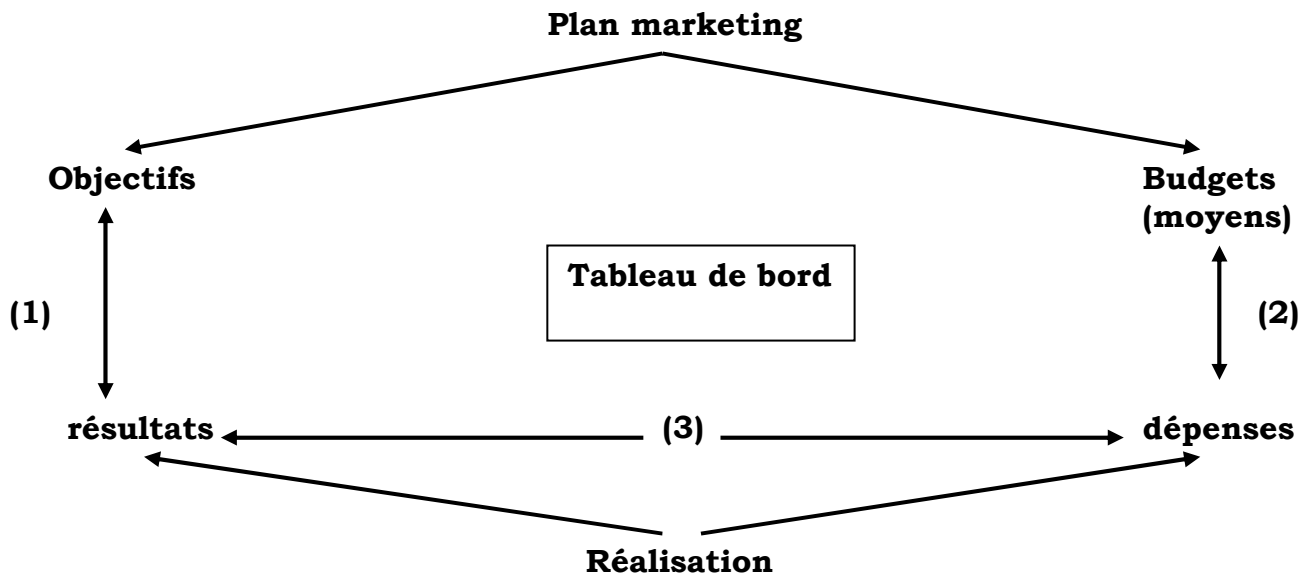 Plan marketing
Objectifs
Budgets
(moyens)
Tableau de bord
(1)
(2)
résultats
(3)
dépenses
Réalisation